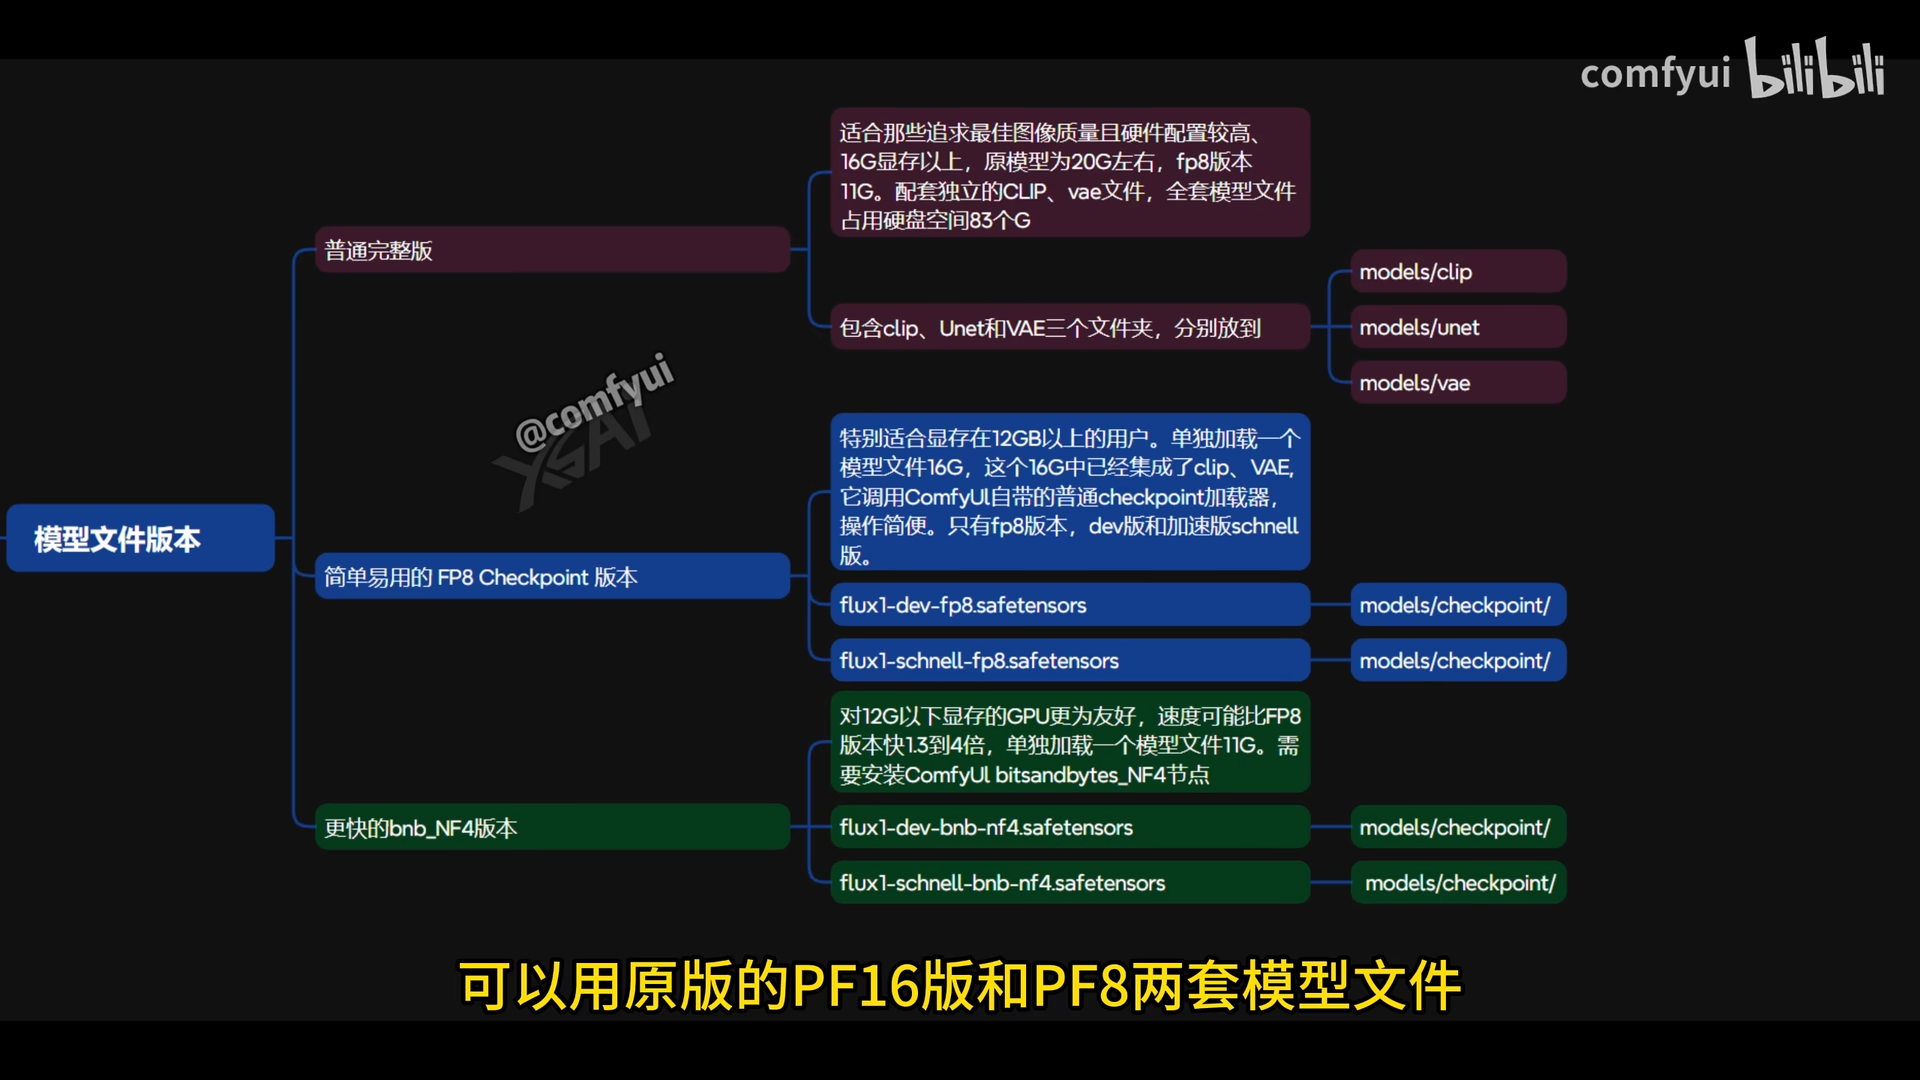 comfyui bilibili
适合那些追求最佳图像质量且硬件配置较高、
16G显存以上，原模型为20G左右，fp8版本
11G。配套独立的CLIP、vae文件，全套模型文件
占用硬盘空间83个G
普通完整版
包含clip、Unet和VAE三个文件夹，分别放到
models/clip
models/unet
models/vae
@comfyui
XSAI
模型文件版本
特别适合显存在12GB以上的用户。单独加载一个
模型文件16G，这个16G中已经集成了clip、VAE,
它调用ComfyUI自带的普通checkpoint加载器，
操作简便。只有fp8版本，dev版和加速版schnell
版。
简单易用的 FP8 Checkpoint 版本
flux1-dev-fp8.safetensors
models/checkpoint/
flux1-schnell-fp8.safetensors
models/checkpoint/
对12G以下显存的GPU更为友好，速度可能比FP8
版本快1.3到4倍，单独加载一个模型文件11G。需
要安装ComfyUI bitsandbytes_NF4节点
更快的bnb_NF4版本
flux1-dev-bnb-nf4.safetensors
models/checkpoint/
flux1-schnell-bnb-nf4.safetensors
models/checkpoint/
可以用原版的PF16版和PF8两套模型文件